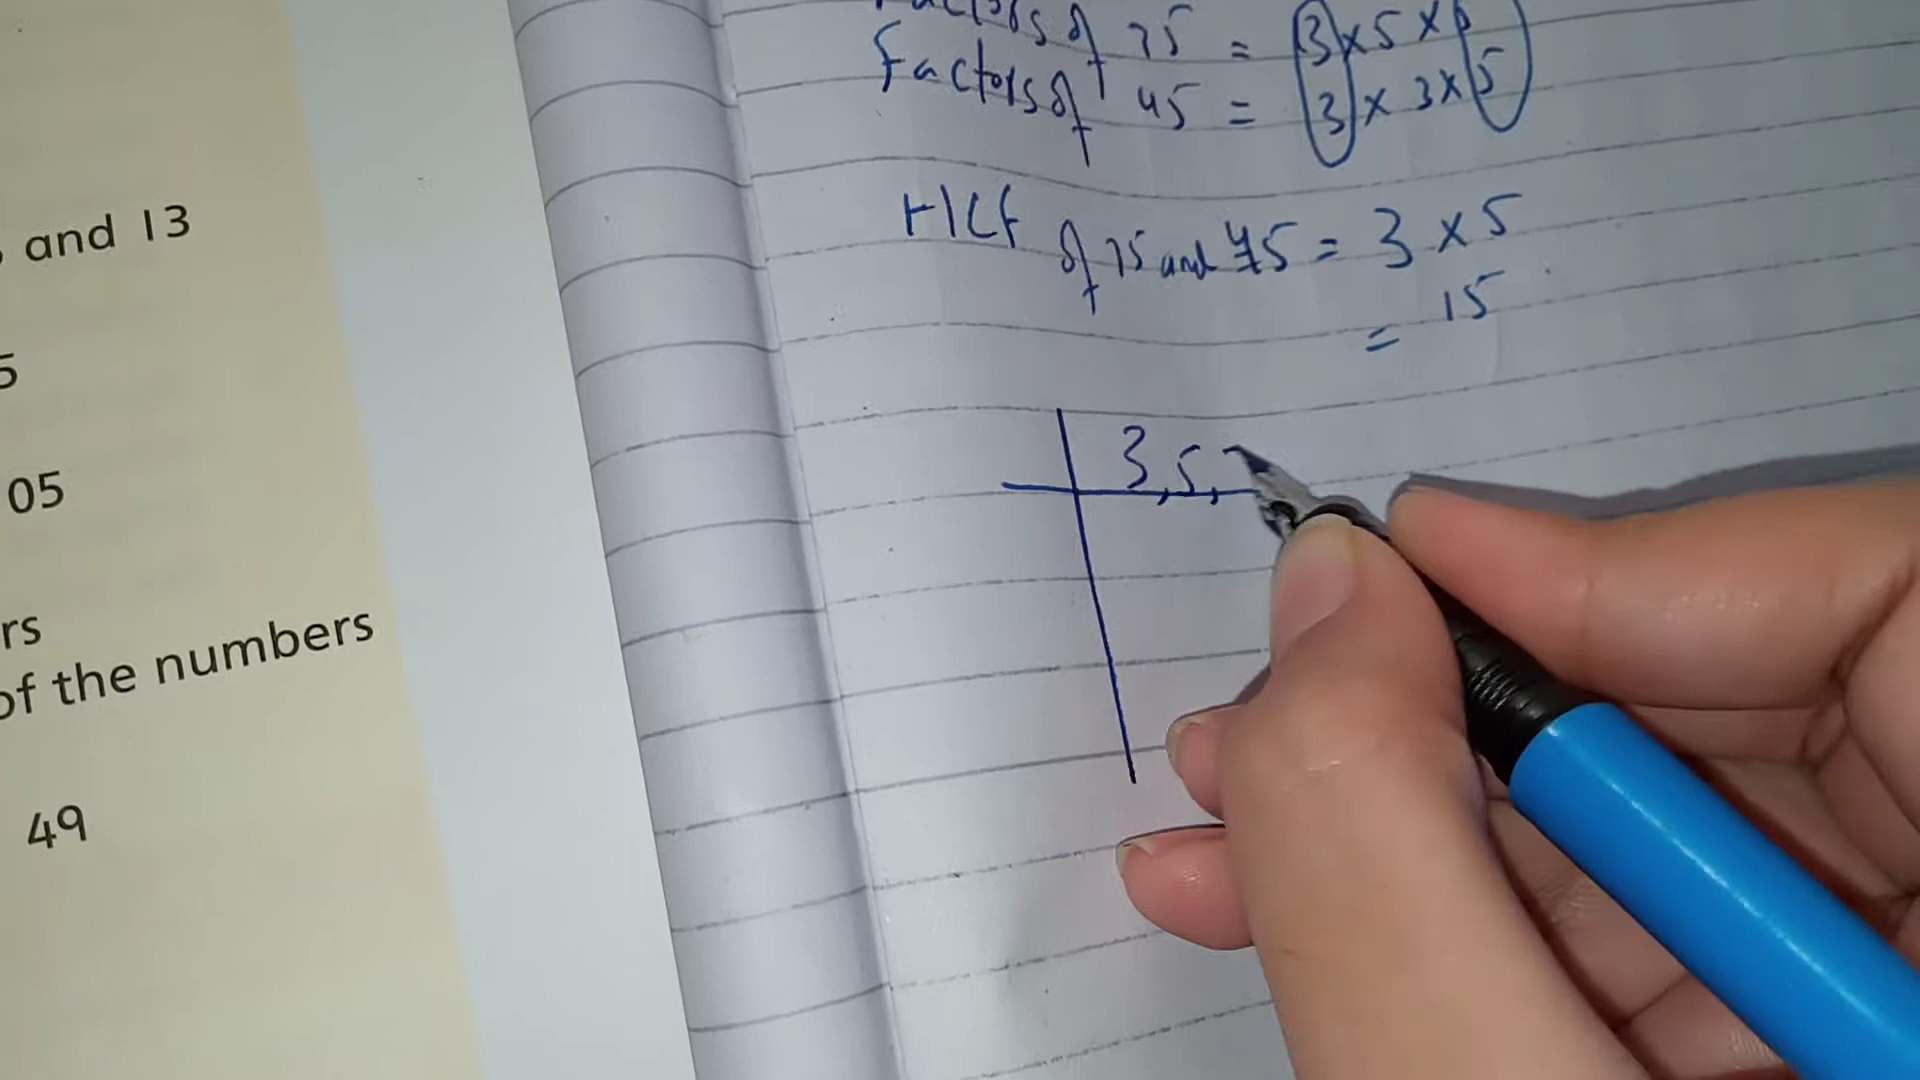 and 13
5
05
rs
of the numbers
49
Factors of 75 = 3 x 5 x 5
Factors of 45 = 3 x 3 x 5
HCF of 75 and 45 = 3 x 5
= 15
3, 5,